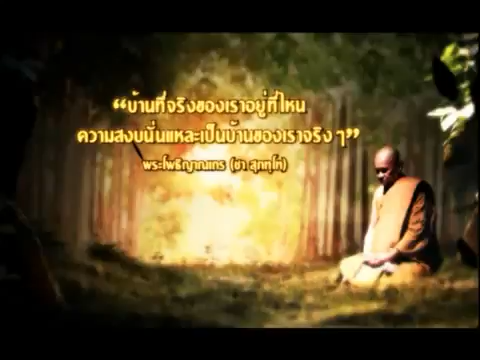 “บ้านที่จริงของเราอยู่ที่ไหน
ความสงบนั่นแหละเป็นบ้านของเราจริง ๆ”
พระโพธิญาณเถร (ชา สุภทฺโท)